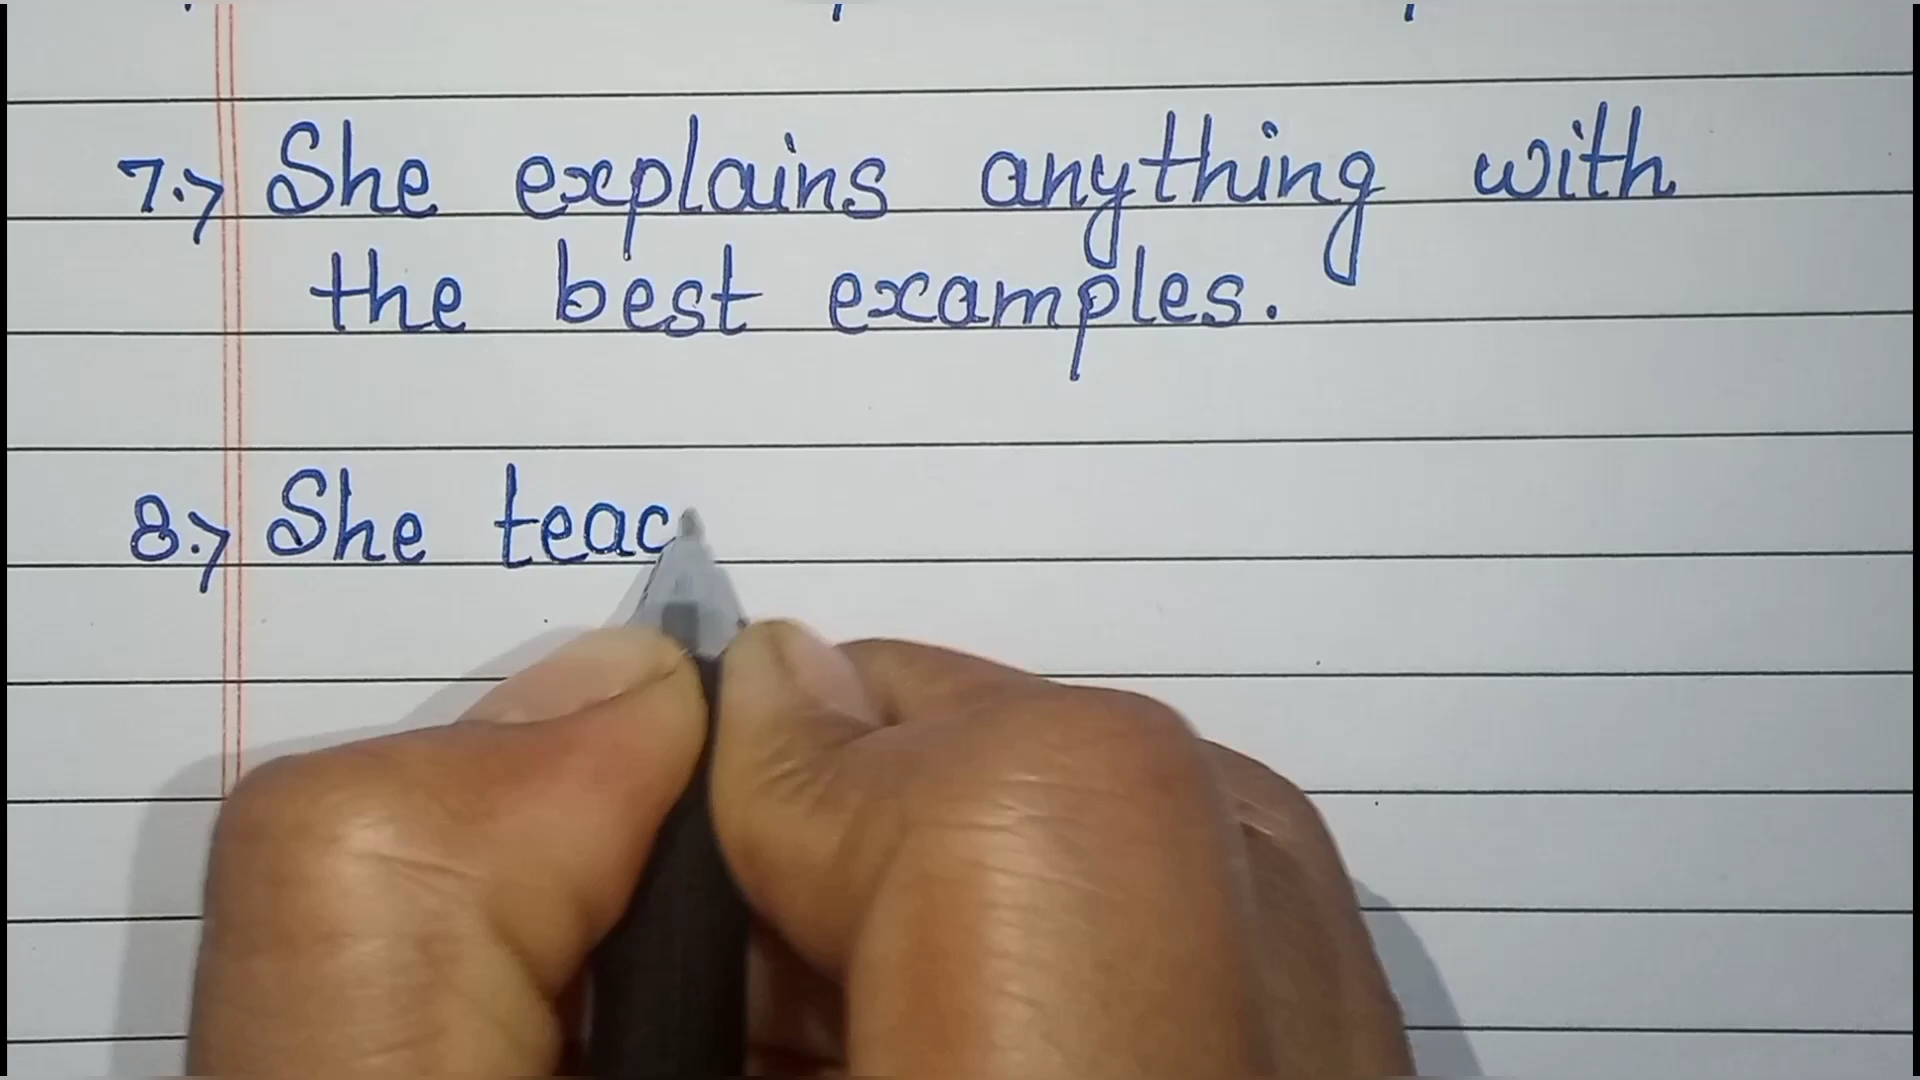 7.> She explains anything with
the best examples.
8.> She teac